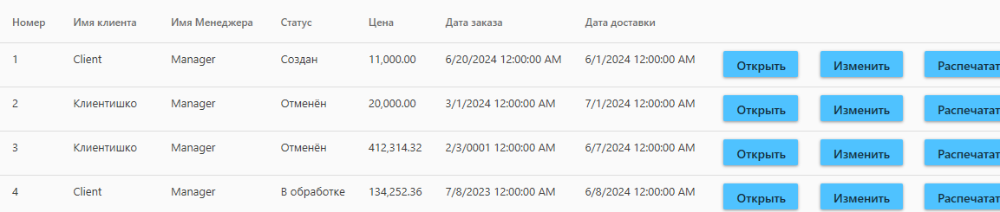 Номер Имя клиента Имя Менеджера Статус Цена Дата заказа Дата доставки
1 Client Manager Создан 11,000.00 6/20/2024 12:00:00 AM 6/1/2024 12:00:00 AM Открыть Изменить Распечатат
2 Клиентишко Manager Отменён 20,000.00 3/1/2024 12:00:00 AM 7/1/2024 12:00:00 AM Открыть Изменить Распечатат
3 Клиентишко Manager Отменён 412,314.32 2/3/0001 12:00:00 AM 6/7/2024 12:00:00 AM Открыть Изменить Распечатат
4 Client Manager В обработке 134,252.36 7/8/2023 12:00:00 AM 6/8/2024 12:00:00 AM Открыть Изменить Распечатат